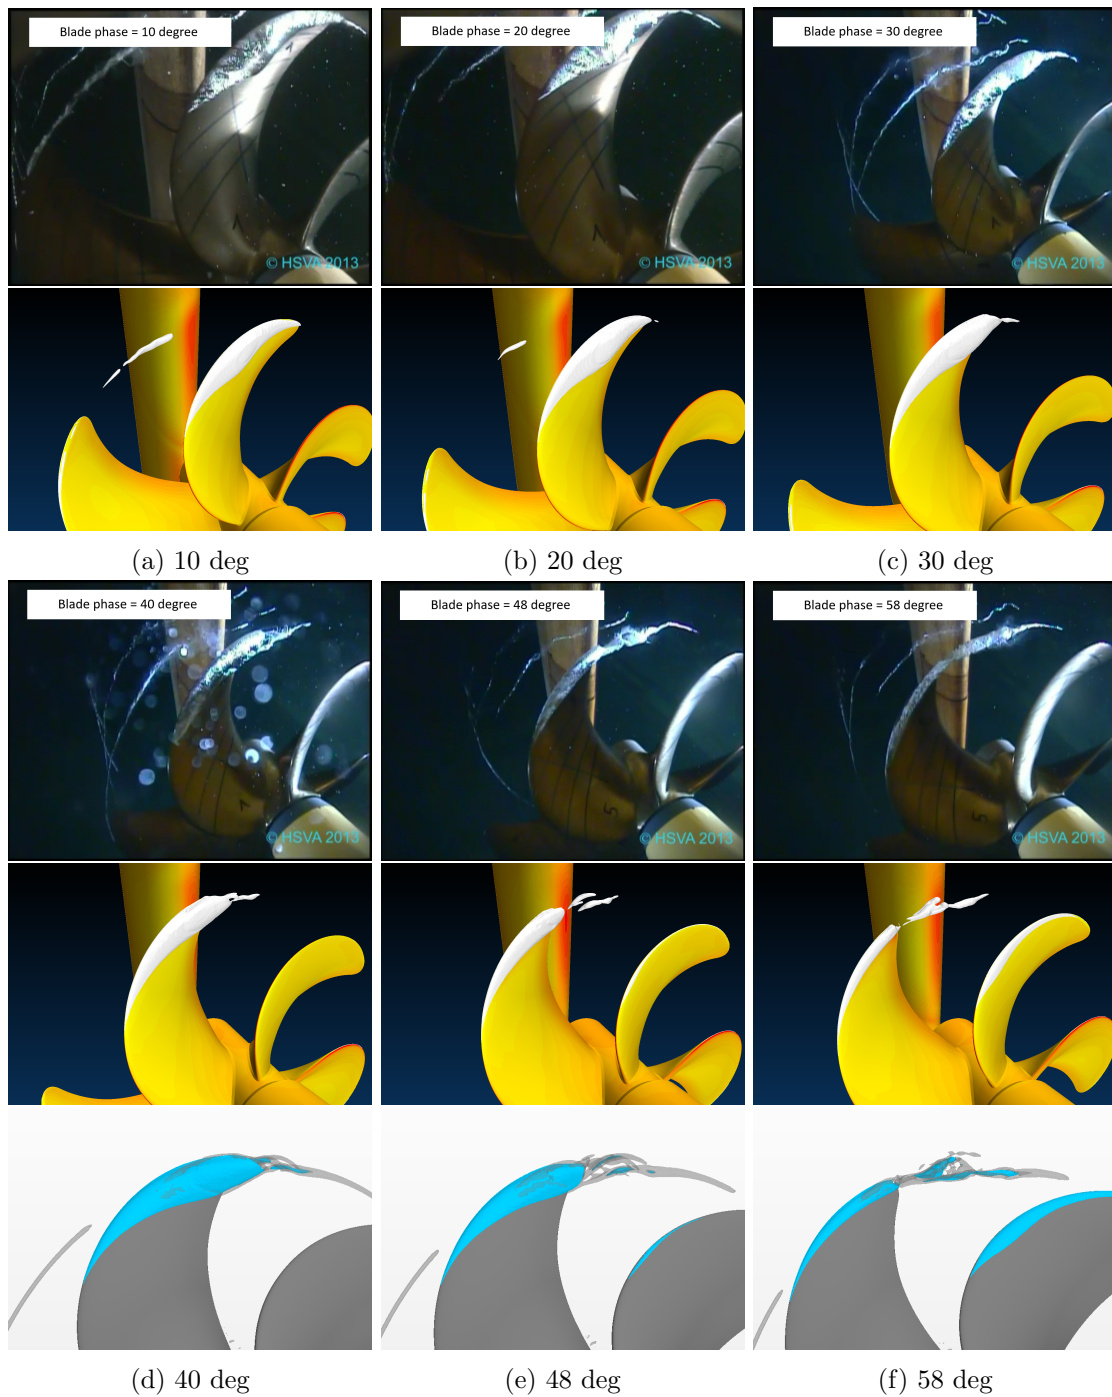 Blade phase = 10 degree
Blade phase = 20 degree
Blade phase = 30 degree
© HSVA 2013
© HSVA 2013
© HSVA 2013
(a) 10 deg
(b) 20 deg
(c) 30 deg
Blade phase = 40 degree
Blade phase = 48 degree
Blade phase = 58 degree
5
5
© HSVA 2013
© HSVA 2013
© HSVA 2013
(d) 40 deg
(e) 48 deg
(f) 58 deg